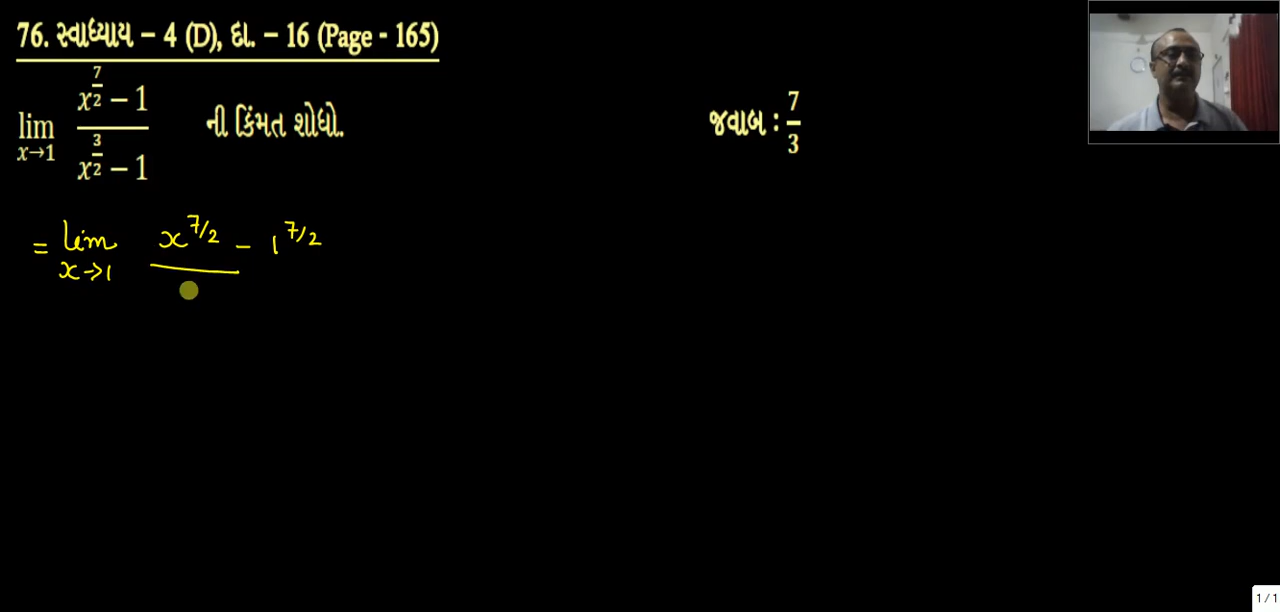 76. સ્વાધ્યાય – 4 (D), દા. – 16 (Page - 165)
lim x→1 (x^(7/2) – 1) / (x^(3/2) – 1) ની કિંમત શોધો. જવાબ : 7/3
= lim x→1 x^(7/2) – 1^(7/2)
1 / 1